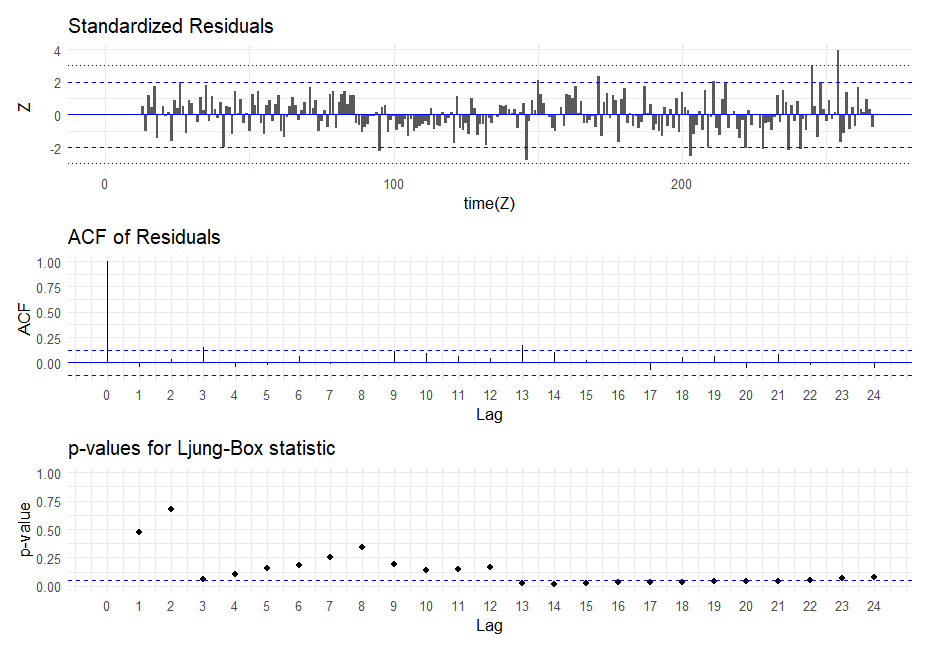 Standardized Residuals
4
2
0
-2
Z
0 100 200
time(Z)
ACF of Residuals
1.00
0.75
0.50
0.25
0.00
ACF
0 1 2 3 4 5 6 7 8 9 10 11 12 13 14 15 16 17 18 19 20 21 22 23 24
Lag
p-values for Ljung-Box statistic
1.00
0.75
0.50
0.25
0.00
p-value
0 1 2 3 4 5 6 7 8 9 10 11 12 13 14 15 16 17 18 19 20 21 22 23 24
Lag